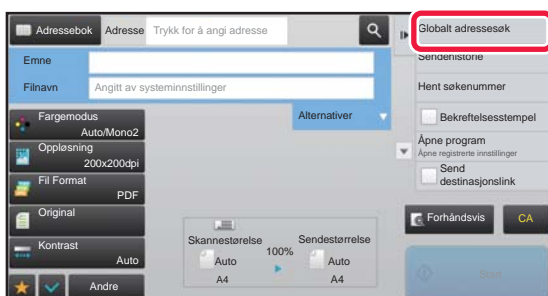 Adressebok Adresse Trykk for å angi adresse
Emne
Filnavn Angitt av systeminnstillinger
Alternativer
Fargemodus
Auto/Mono2
Oppløsning
200x200dpi
Fil Format
PDF
Original
Kontrast
Auto
Andre
Skannestørelse
Auto
A4
100%
Sendestørrelse
Auto
A4
Globalt adressesøk
Sendehistorie
Hent søkenummer
Bekreftelsesstempel
Åpne program
Åpne registrerte innstillinger
Send
destinasjonslink
Forhåndsvis
CA
Start